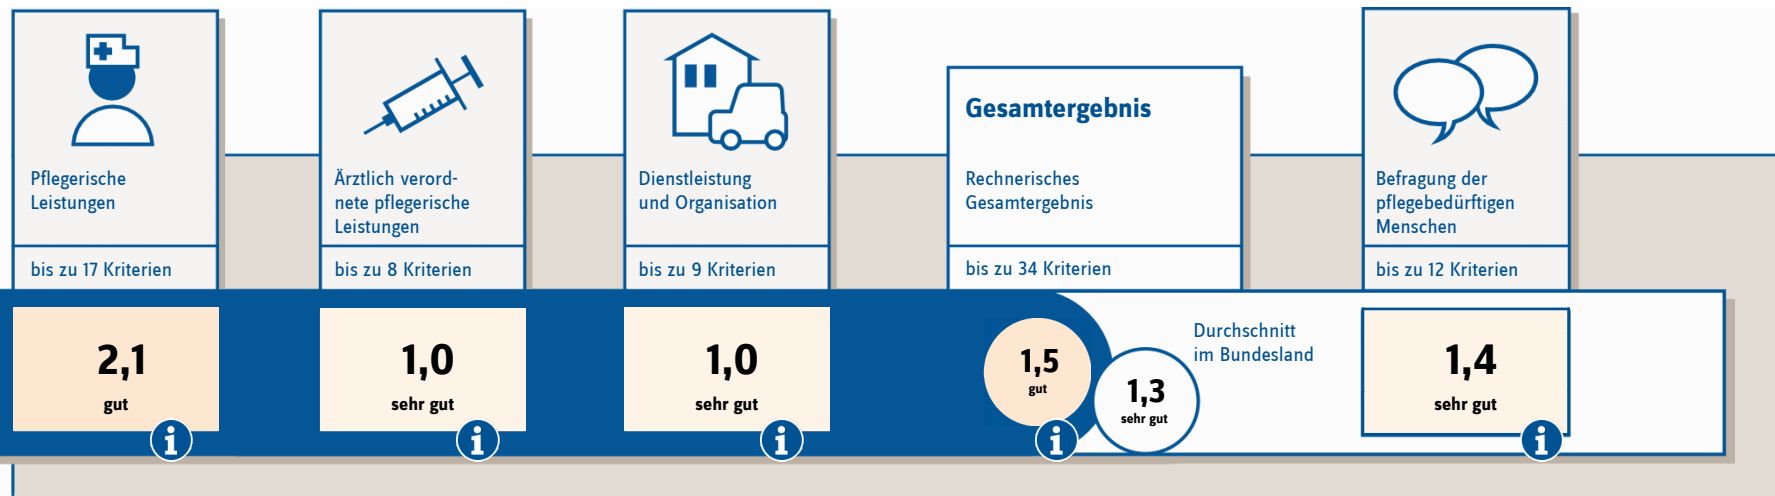 Pflegerische
Leistungen
bis zu 17 Kriterien
2,1
gut
i
Ärztlich verord-
nete pflegerische
Leistungen
bis zu 8 Kriterien
1,0
sehr gut
i
Dienstleistung
und Organisation
bis zu 9 Kriterien
1,0
sehr gut
i
Gesamtergebnis
Rechnerisches
Gesamtergebnis
bis zu 34 Kriterien
1,5
gut
i
1,3
sehr gut
Durchschnitt
im Bundesland
Befragung der
pflegebedürftigen
Menschen
bis zu 12 Kriterien
1,4
sehr gut
i